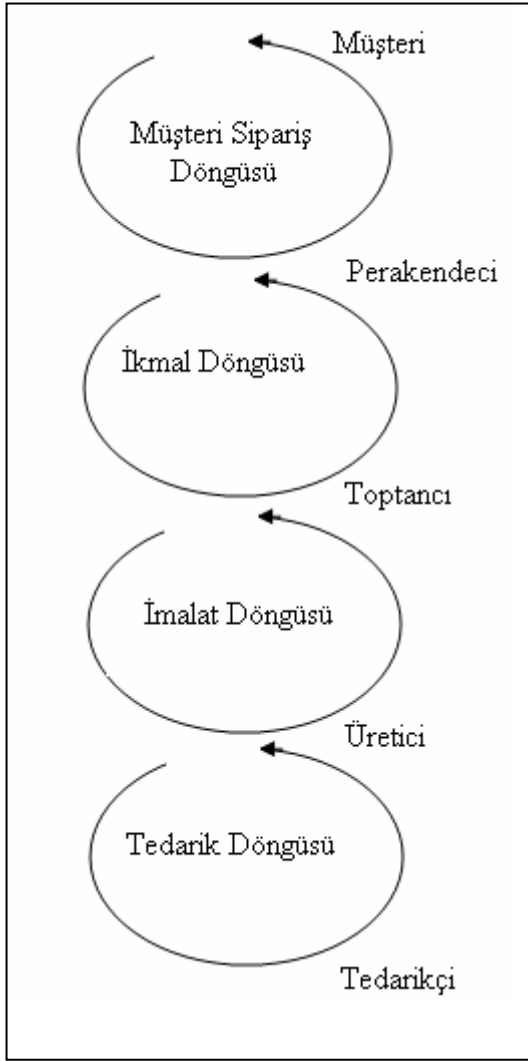 Müşteri
Müşteri Sipariş
Döngüsü
Perakendeci
İkmal Döngüsü
Toptancı
İmalat Döngüsü
Üretici
Tedarik Döngüsü
Tedarikçi